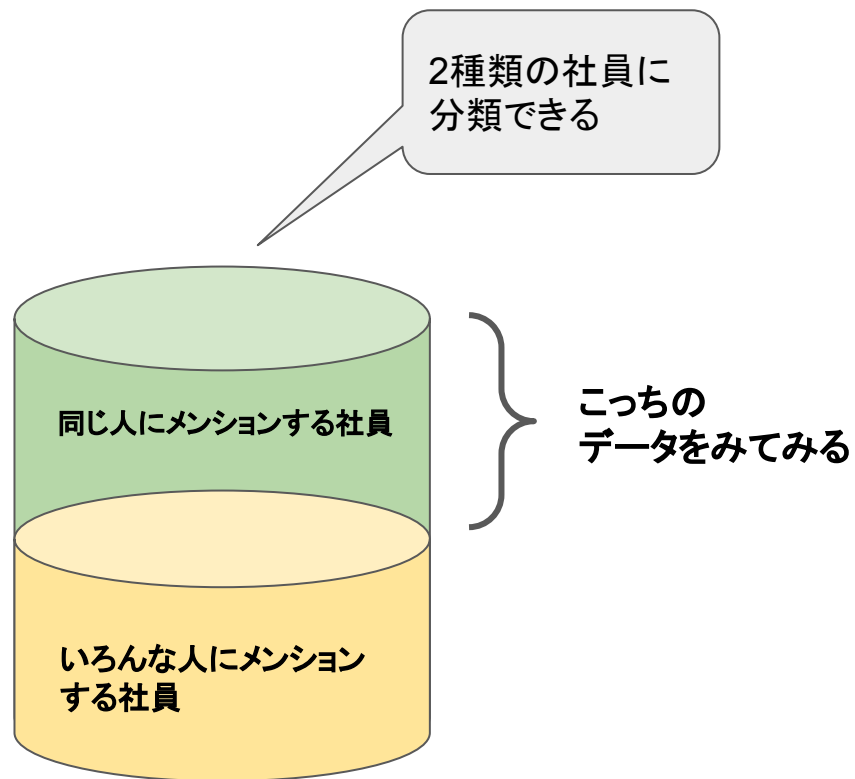 2種類の社員に
分類できる
同じ人にメンションする社員
こっちの
データをみてみる
いろんな人にメンション
する社員